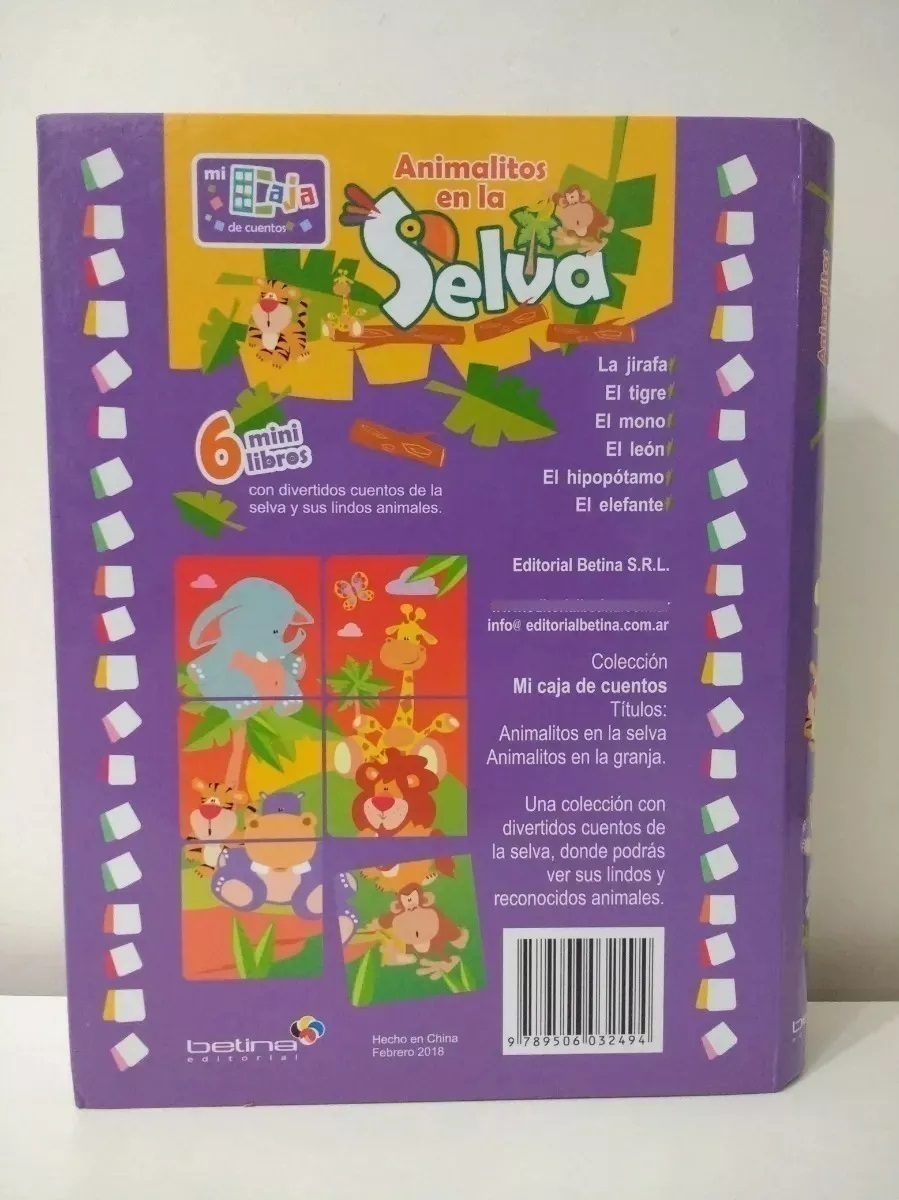 mi
caja
de cuentos
Animalitos
en la
Selva
La jirafa
El tigre
El mono
El león
El hipopótamo
El elefante
6 mini
libros
con divertidos cuentos de la
selva y sus lindos animales.
Editorial Betina S.R.L.
info@ editorialbetina.com.ar
Colección
Mi caja de cuentos
Títulos:
Animalitos en la selva
Animalitos en la granja.
Una colección con
divertidos cuentos de
la selva, donde podrás
ver sus lindos y
reconocidos animales.
betina
editorial
Hecho en China
Febrero 2018
9 789506 032494
Animalitos